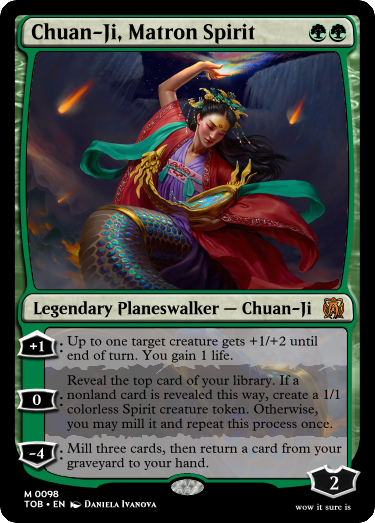 Chuan-Ji, Matron Spirit
Legendary Planeswalker — Chuan-Ji
+1: Up to one target creature gets +1/+2 until
end of turn. You gain 1 life.
0: Reveal the top card of your library. If a
nonland card is revealed this way, create a 1/1
colorless Spirit creature token. Otherwise,
you may mill it and repeat this process once.
-4: Mill three cards, then return a card from your
graveyard to your hand.
2
M 0098
TOB • EN Daniela Ivanova
wow it sure is